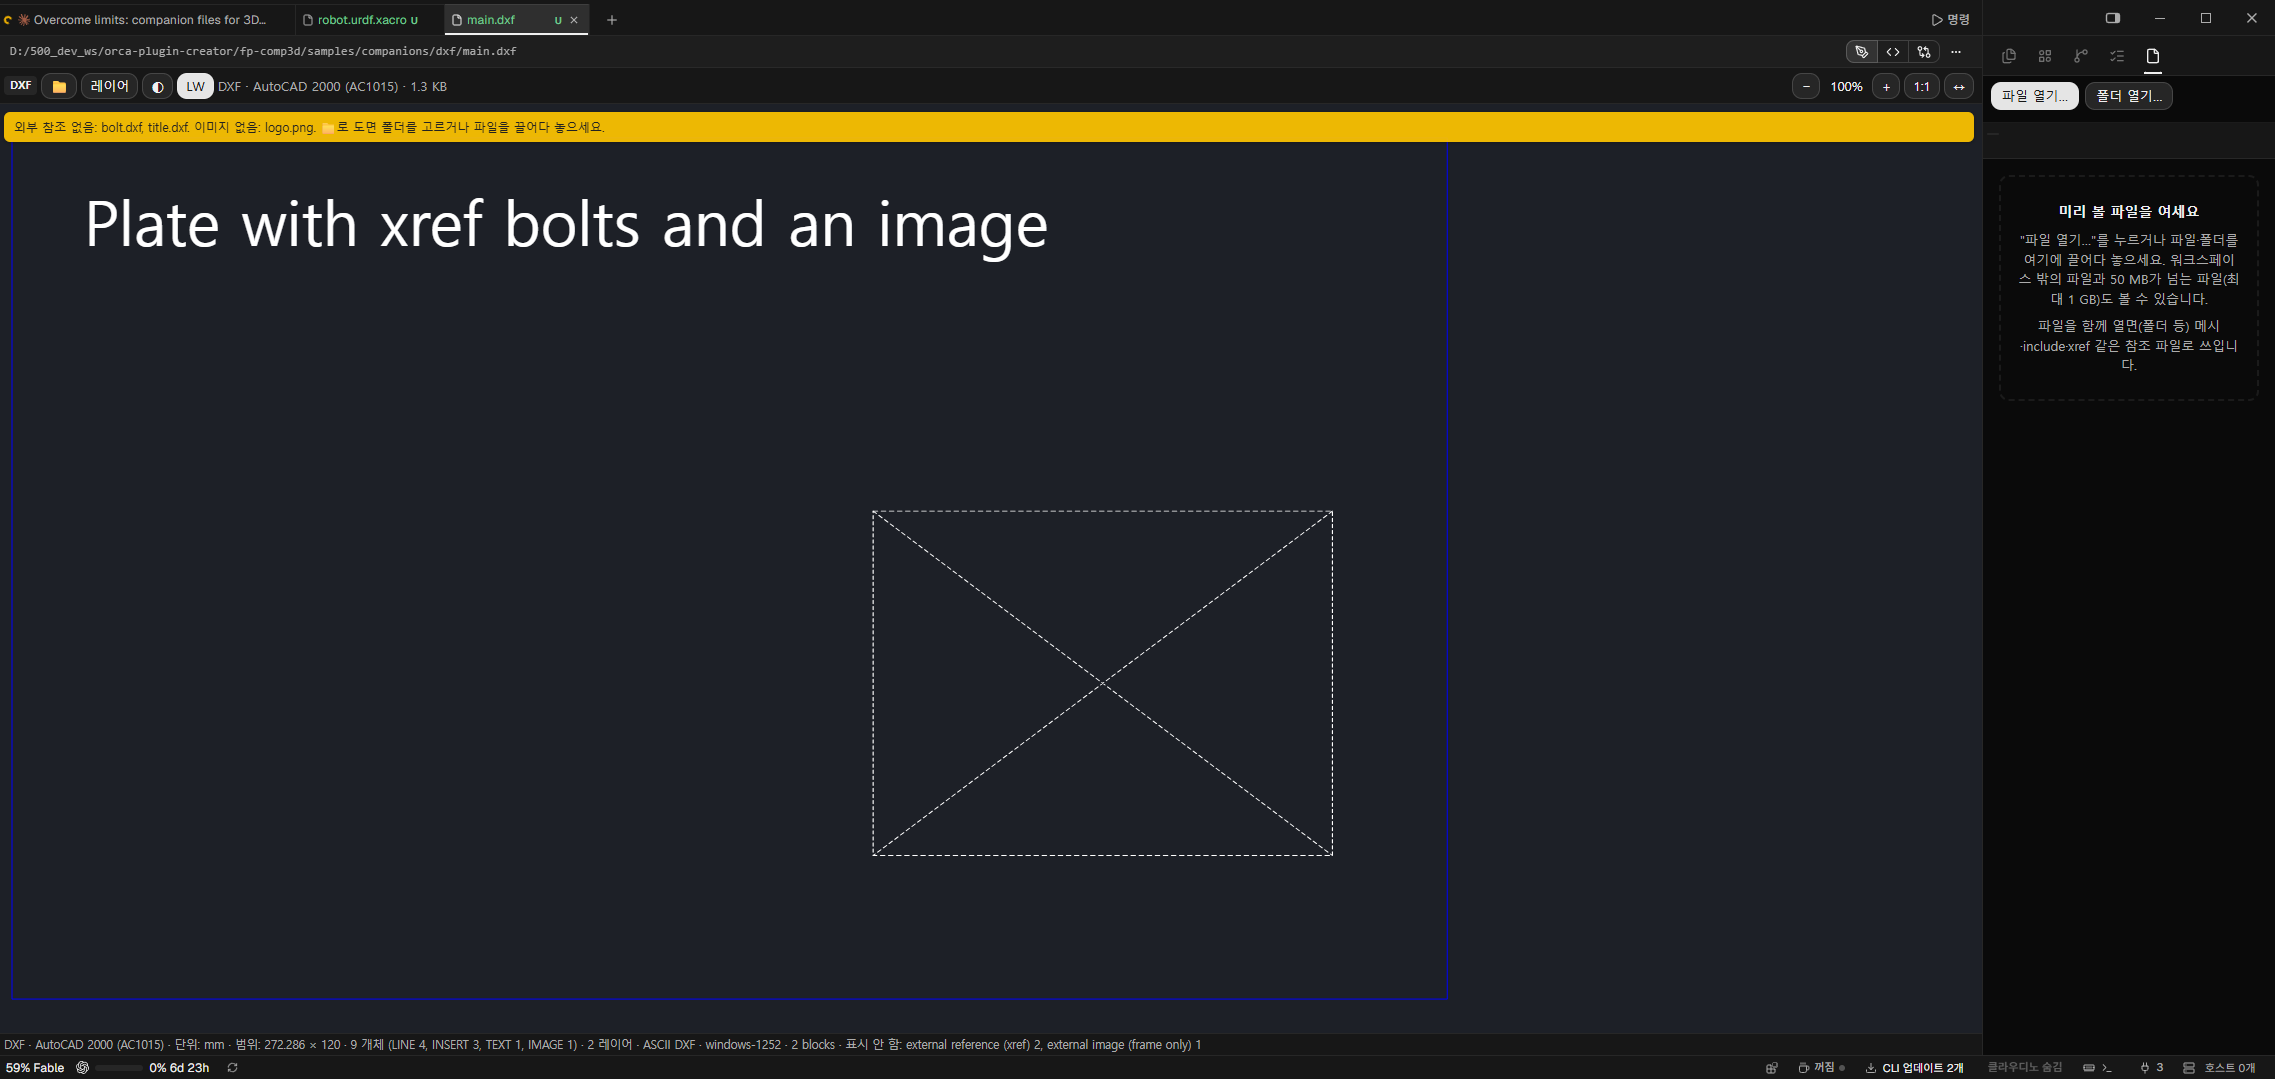 Overcome limits: companion files for 3D...
robot.urdf.xacro U
main.dxf U
명령
D:/500_dev_ws/orca-plugin-creator/fp-comp3d/samples/companions/dxf/main.dxf
DXF 레이어 LW DXF · AutoCAD 2000 (AC1015) · 1.3 KB
100% 1:1
파일 열기... 폴더 열기...
외부 참조 없음: bolt.dxf, title.dxf. 이미지 없음: logo.png. 📁로 도면 폴더를 고르거나 파일을 끌어다 놓으세요.
Plate with xref bolts and an image
미리 볼 파일을 여세요
"파일 열기..."를 누르거나 파일·폴더를
여기에 끌어다 놓으세요. 워크스페이
스 밖의 파일과 50 MB가 넘는 파일(최
대 1 GB)도 볼 수 있습니다.
파일을 함께 열면(폴더 등) 메시
·include·xref 같은 참조 파일로 쓰입니
다.
DXF · AutoCAD 2000 (AC1015) · 단위: mm · 범위: 272.286 × 120 · 9 개체 (LINE 4, INSERT 3, TEXT 1, IMAGE 1) · 2 레이어 · ASCII DXF · windows-1252 · 2 blocks · 표시 안 함: external reference (xref) 2, external image (frame only) 1
59% Fable 0% 6d 23h
꺼짐 CLI 업데이트 2개 클라우디노 숨김 3 호스트 0개